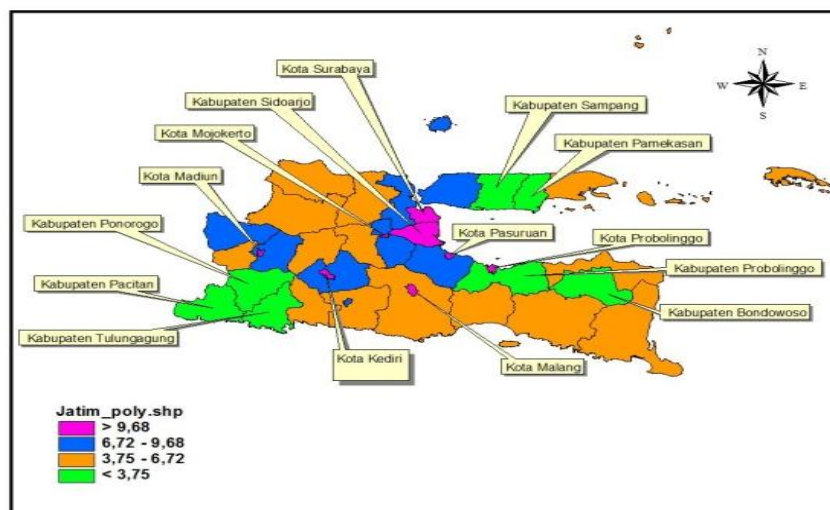 Kota Surabaya
Kabupaten Sidoarjo
Kota Mojokerto
Kota Madiun
Kabupaten Ponorogo
Kabupaten Pacitan
Kabupaten Tulungagung
Kabupaten Sampang
Kabupaten Pamekasan
N
W E
S
Kota Pasuruan
Kota Probolinggo
Kabupaten Probolinggo
Kabupaten Bondowoso
Kota Kediri
Kota Malang
Jatim_poly.shp
> 9,68
6,72 - 9,68
3,75 - 6,72
< 3,75